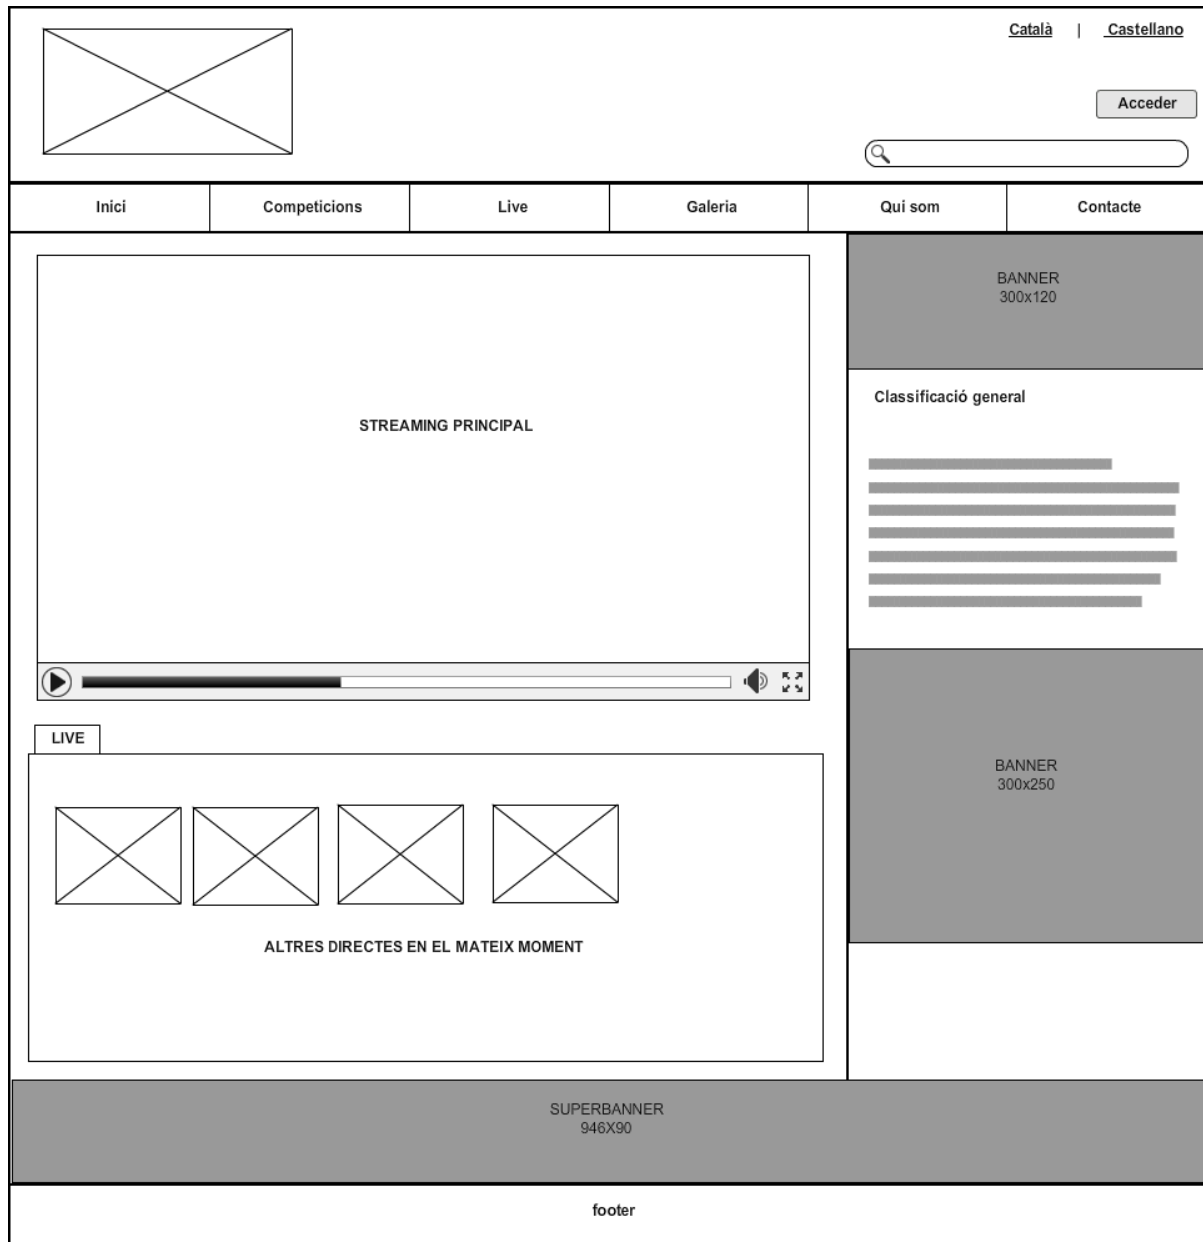 Català | Castellano
Acceder
Inici Competicions Live Galeria Qui som Contacte
STREAMING PRINCIPAL
BANNER
300x120
Classificació general
LIVE
ALTRES DIRECTES EN EL MATEIX MOMENT
BANNER
300x250
SUPERBANNER
946X90
footer